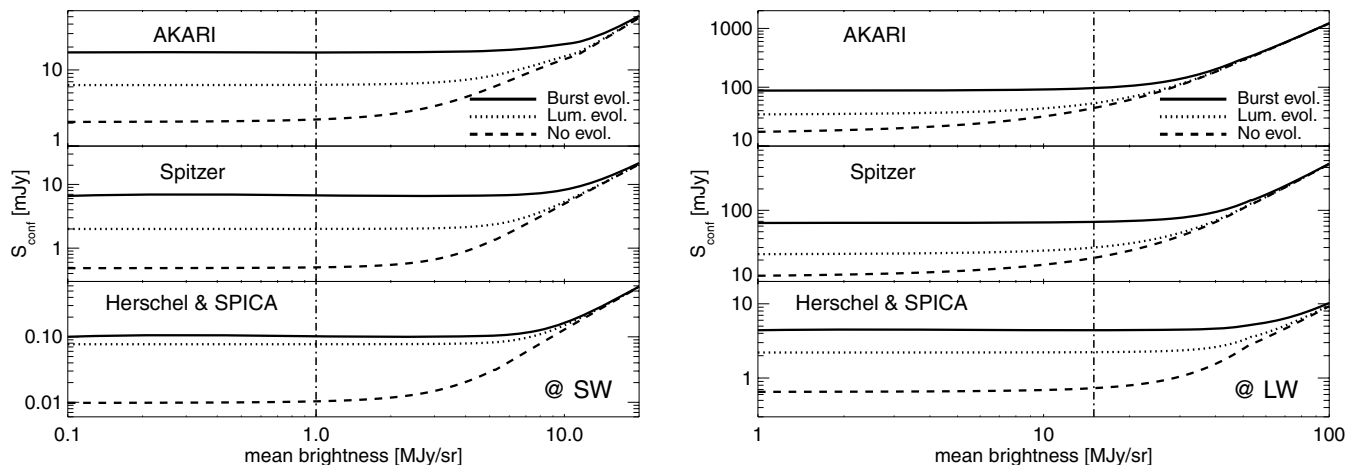 AKARI
10
1
Burst evol.
Lum. evol.
No evol.
Spitzer
10
1
S_conf [mJy]
Herschel & SPICA
0.10
0.01
@ SW
0.1 1.0 10.0
mean brightness [MJy/sr]
AKARI
1000
100
10
Burst evol.
Lum. evol.
No evol.
Spitzer
100
10
S_conf [mJy]
Herschel & SPICA
10
1
@ LW
1 10 100
mean brightness [MJy/sr]